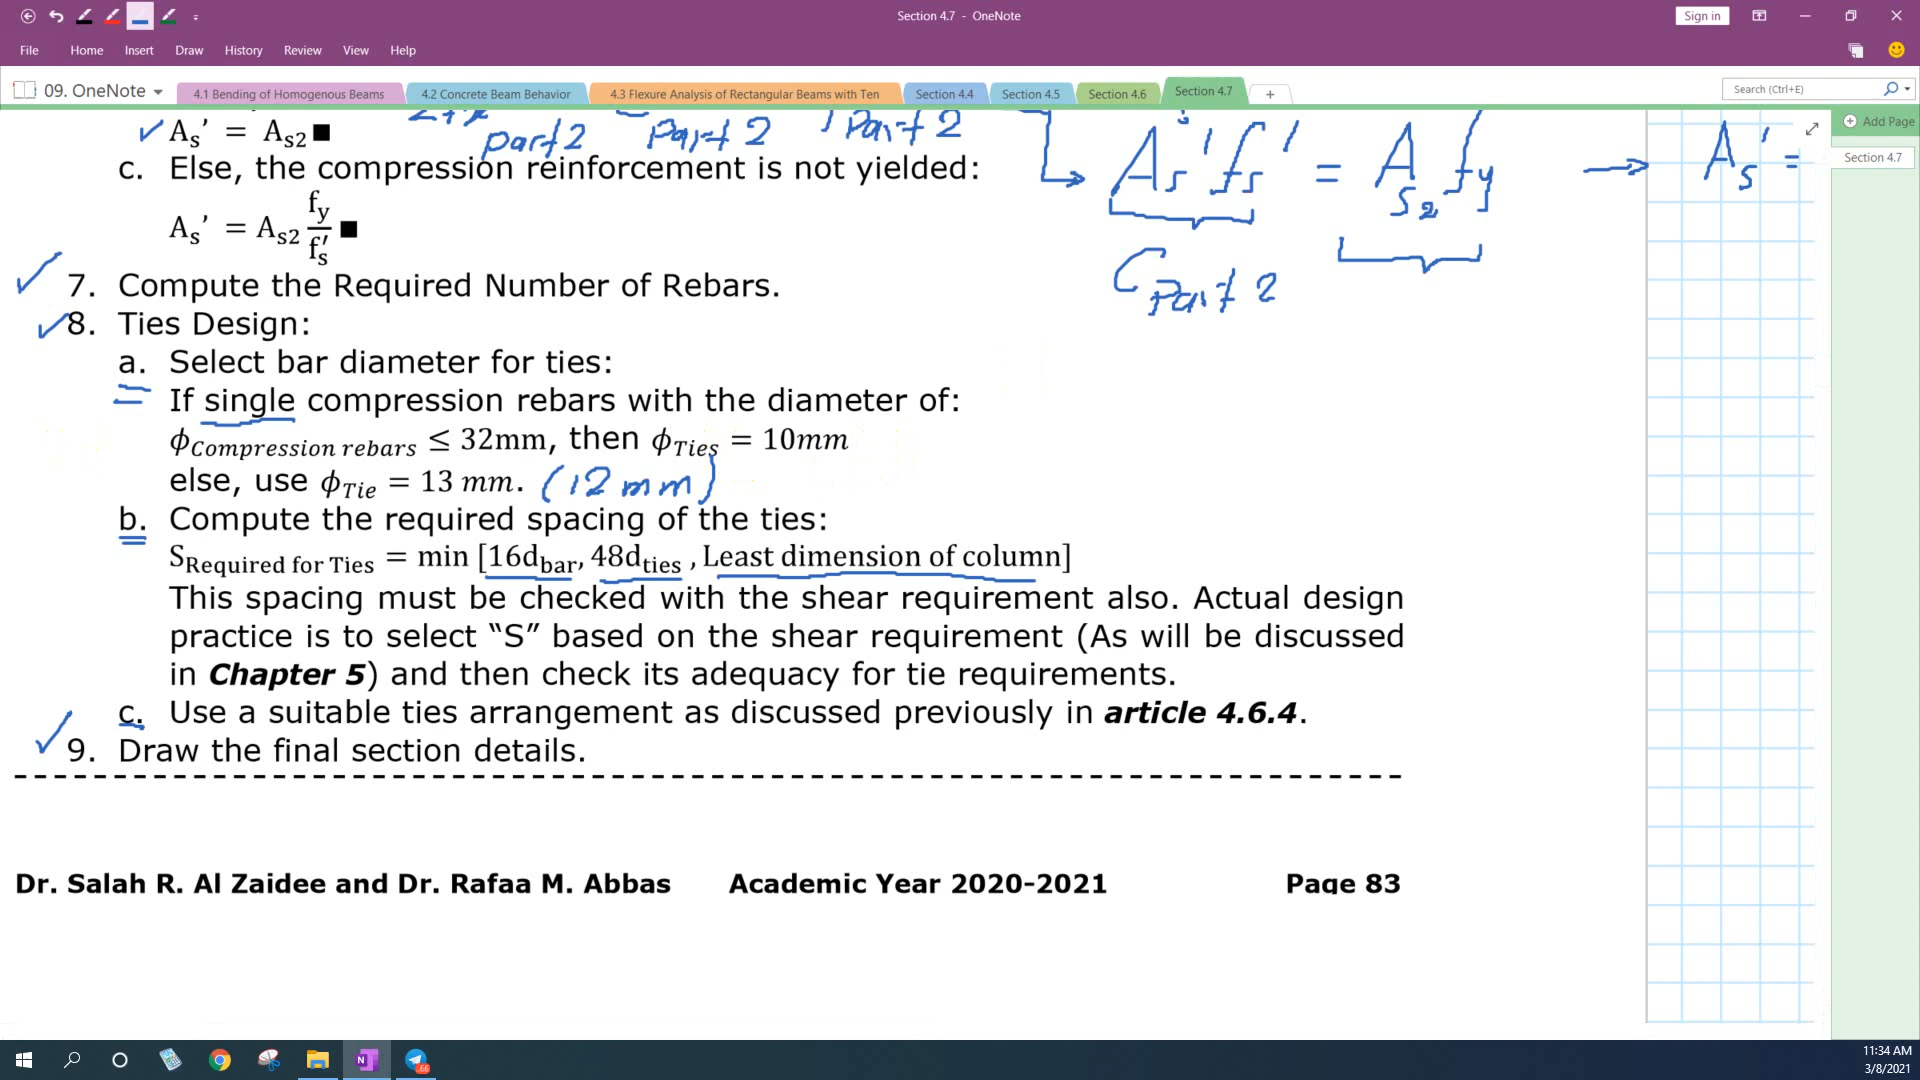 Section 4.7 - OneNote
Sign in
File Home Insert Draw History Review View Help
09. OneNote
4.1 Bending of Homogenous Beams
4.2 Concrete Beam Behavior
4.3 Flexure Analysis of Rectangular Beams with Ten
Section 4.4
Section 4.5
Section 4.6
Section 4.7
Search (Ctrl+E)
Add Page
Section 4.7
As' = As2 ■
part 2 Part 2 Part 2
As' fs' = As2 fy
As' =
c. Else, the compression reinforcement is not yielded:
As' = As2 fy/f's ■
C Part 2
7. Compute the Required Number of Rebars.
8. Ties Design:
a. Select bar diameter for ties:
If single compression rebars with the diameter of:
ϕCompression rebars ≤ 32mm, then ϕTies = 10mm
else, use ϕTie = 13 mm. (12 mm)
b. Compute the required spacing of the ties:
SRequired for Ties = min [16dbar, 48dties , Least dimension of column]
This spacing must be checked with the shear requirement also. Actual design
practice is to select “S” based on the shear requirement (As will be discussed
in Chapter 5) and then check its adequacy for tie requirements.
c. Use a suitable ties arrangement as discussed previously in article 4.6.4.
9. Draw the final section details.
Dr. Salah R. Al Zaidee and Dr. Rafaa M. Abbas Academic Year 2020-2021 Page 83
11:34 AM
3/8/2021